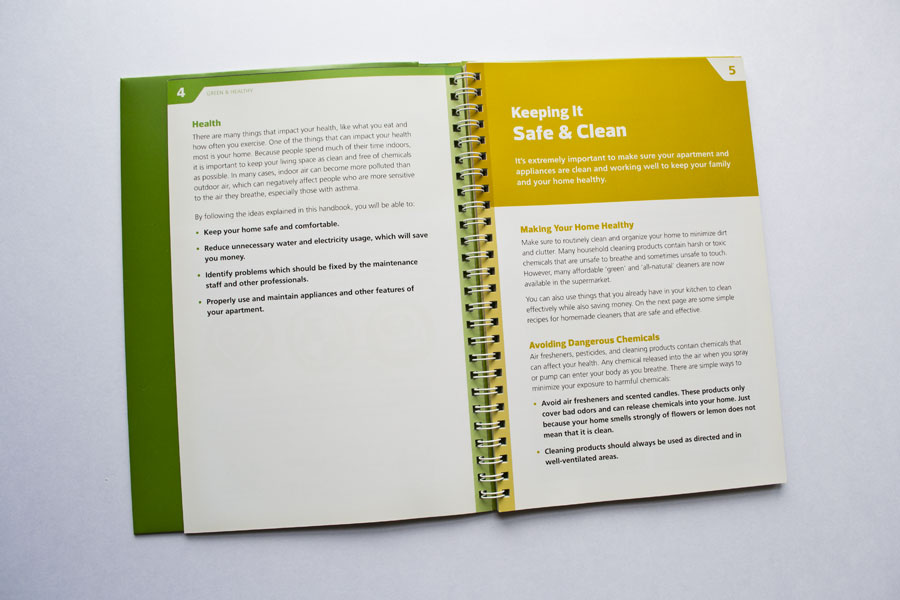 4
GREEN & HEALTHY
Health
There are many things that impact your health, like what you eat and
how often you exercise. One of the things that can impact your health
most is your home. Because people spend much of their time indoors,
it is important to keep your living space as clean and free of chemicals
as possible. In many cases, indoor air can become more polluted than
outdoor air, which can negatively affect people who are more sensitive
to the air they breathe, especially those with asthma.
By following the ideas explained in this handbook, you will be able to:
• Keep your home safe and comfortable.
• Reduce unnecessary water and electricity usage, which will save
you money.
• Identify problems which should be fixed by the maintenance
staff and other professionals.
• Properly use and maintain appliances and other features of
your apartment.
5
Keeping It
Safe & Clean
It's extremely important to make sure your apartment and
appliances are clean and working well to keep your family
and your home healthy.
Making Your Home Healthy
Make sure to routinely clean and organize your home to minimize dirt
and clutter. Many household cleaning products contain harsh or toxic
chemicals that are unsafe to breathe and sometimes unsafe to touch.
However, many affordable 'green' and 'all-natural' cleaners are now
available in the supermarket.
You can also use things that you already have in your kitchen to clean
effectively while also saving money. On the next page are some simple
recipes for homemade cleaners that are safe and effective.
Avoiding Dangerous Chemicals
Air fresheners, pesticides, and cleaning products contain chemicals that
can affect your health. Any chemical released into the air when you spray
or pump can enter your body as you breathe. There are simple ways to
minimize your exposure to harmful chemicals:
• Avoid air fresheners and scented candles. These products only
cover bad odors and can release chemicals into your home. Just
because your home smells strongly of flowers or lemon does not
mean that it is clean.
• Cleaning products should always be used as directed and in
well-ventilated areas.